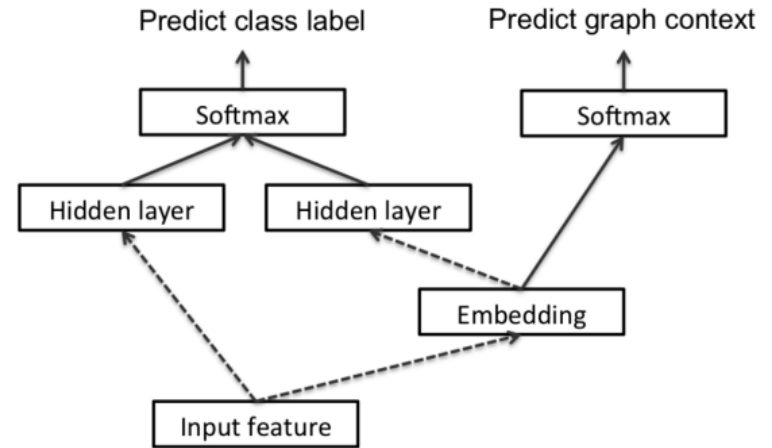 Predict class label
Predict graph context
Softmax
Softmax
Hidden layer
Hidden layer
Embedding
Input feature